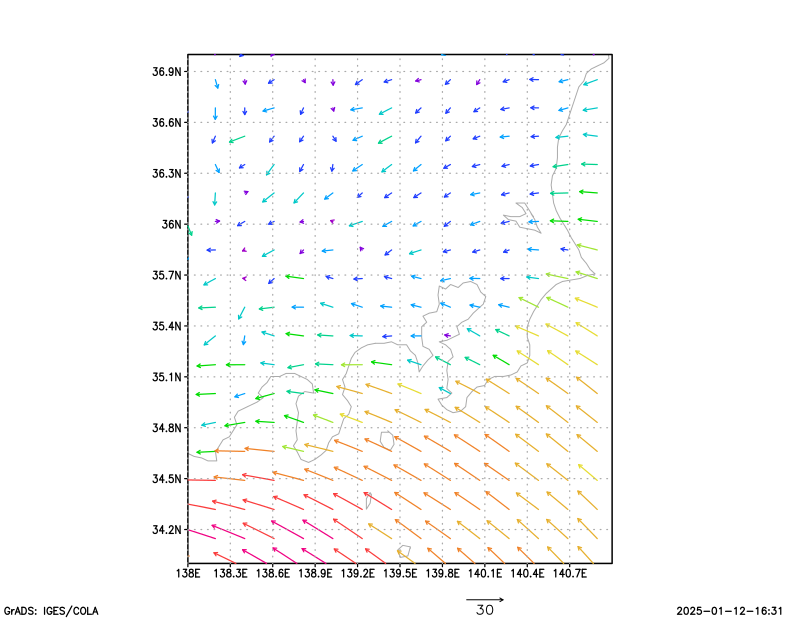 36.9N
36.6N
36.3N
36N
35.7N
35.4N
35.1N
34.8N
34.5N
34.2N
138E 138.3E 138.6E 138.9E 139.2E 139.5E 139.8E 140.1E 140.4E 140.7E
30
GrADS: IGES/COLA 2025-01-12-16:31